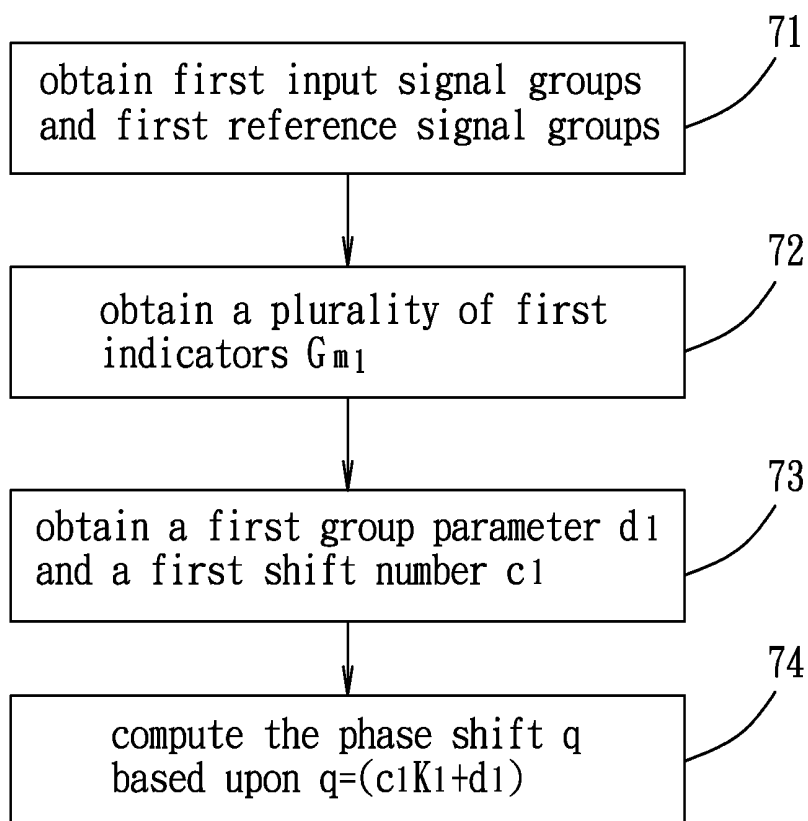 71
obtain first input signal groups
and first reference signal groups
72
obtain a plurality of first
indicators Gm1
73
obtain a first group parameter d1
and a first shift number c1
74
compute the phase shift q
based upon q=(c1K1+d1)